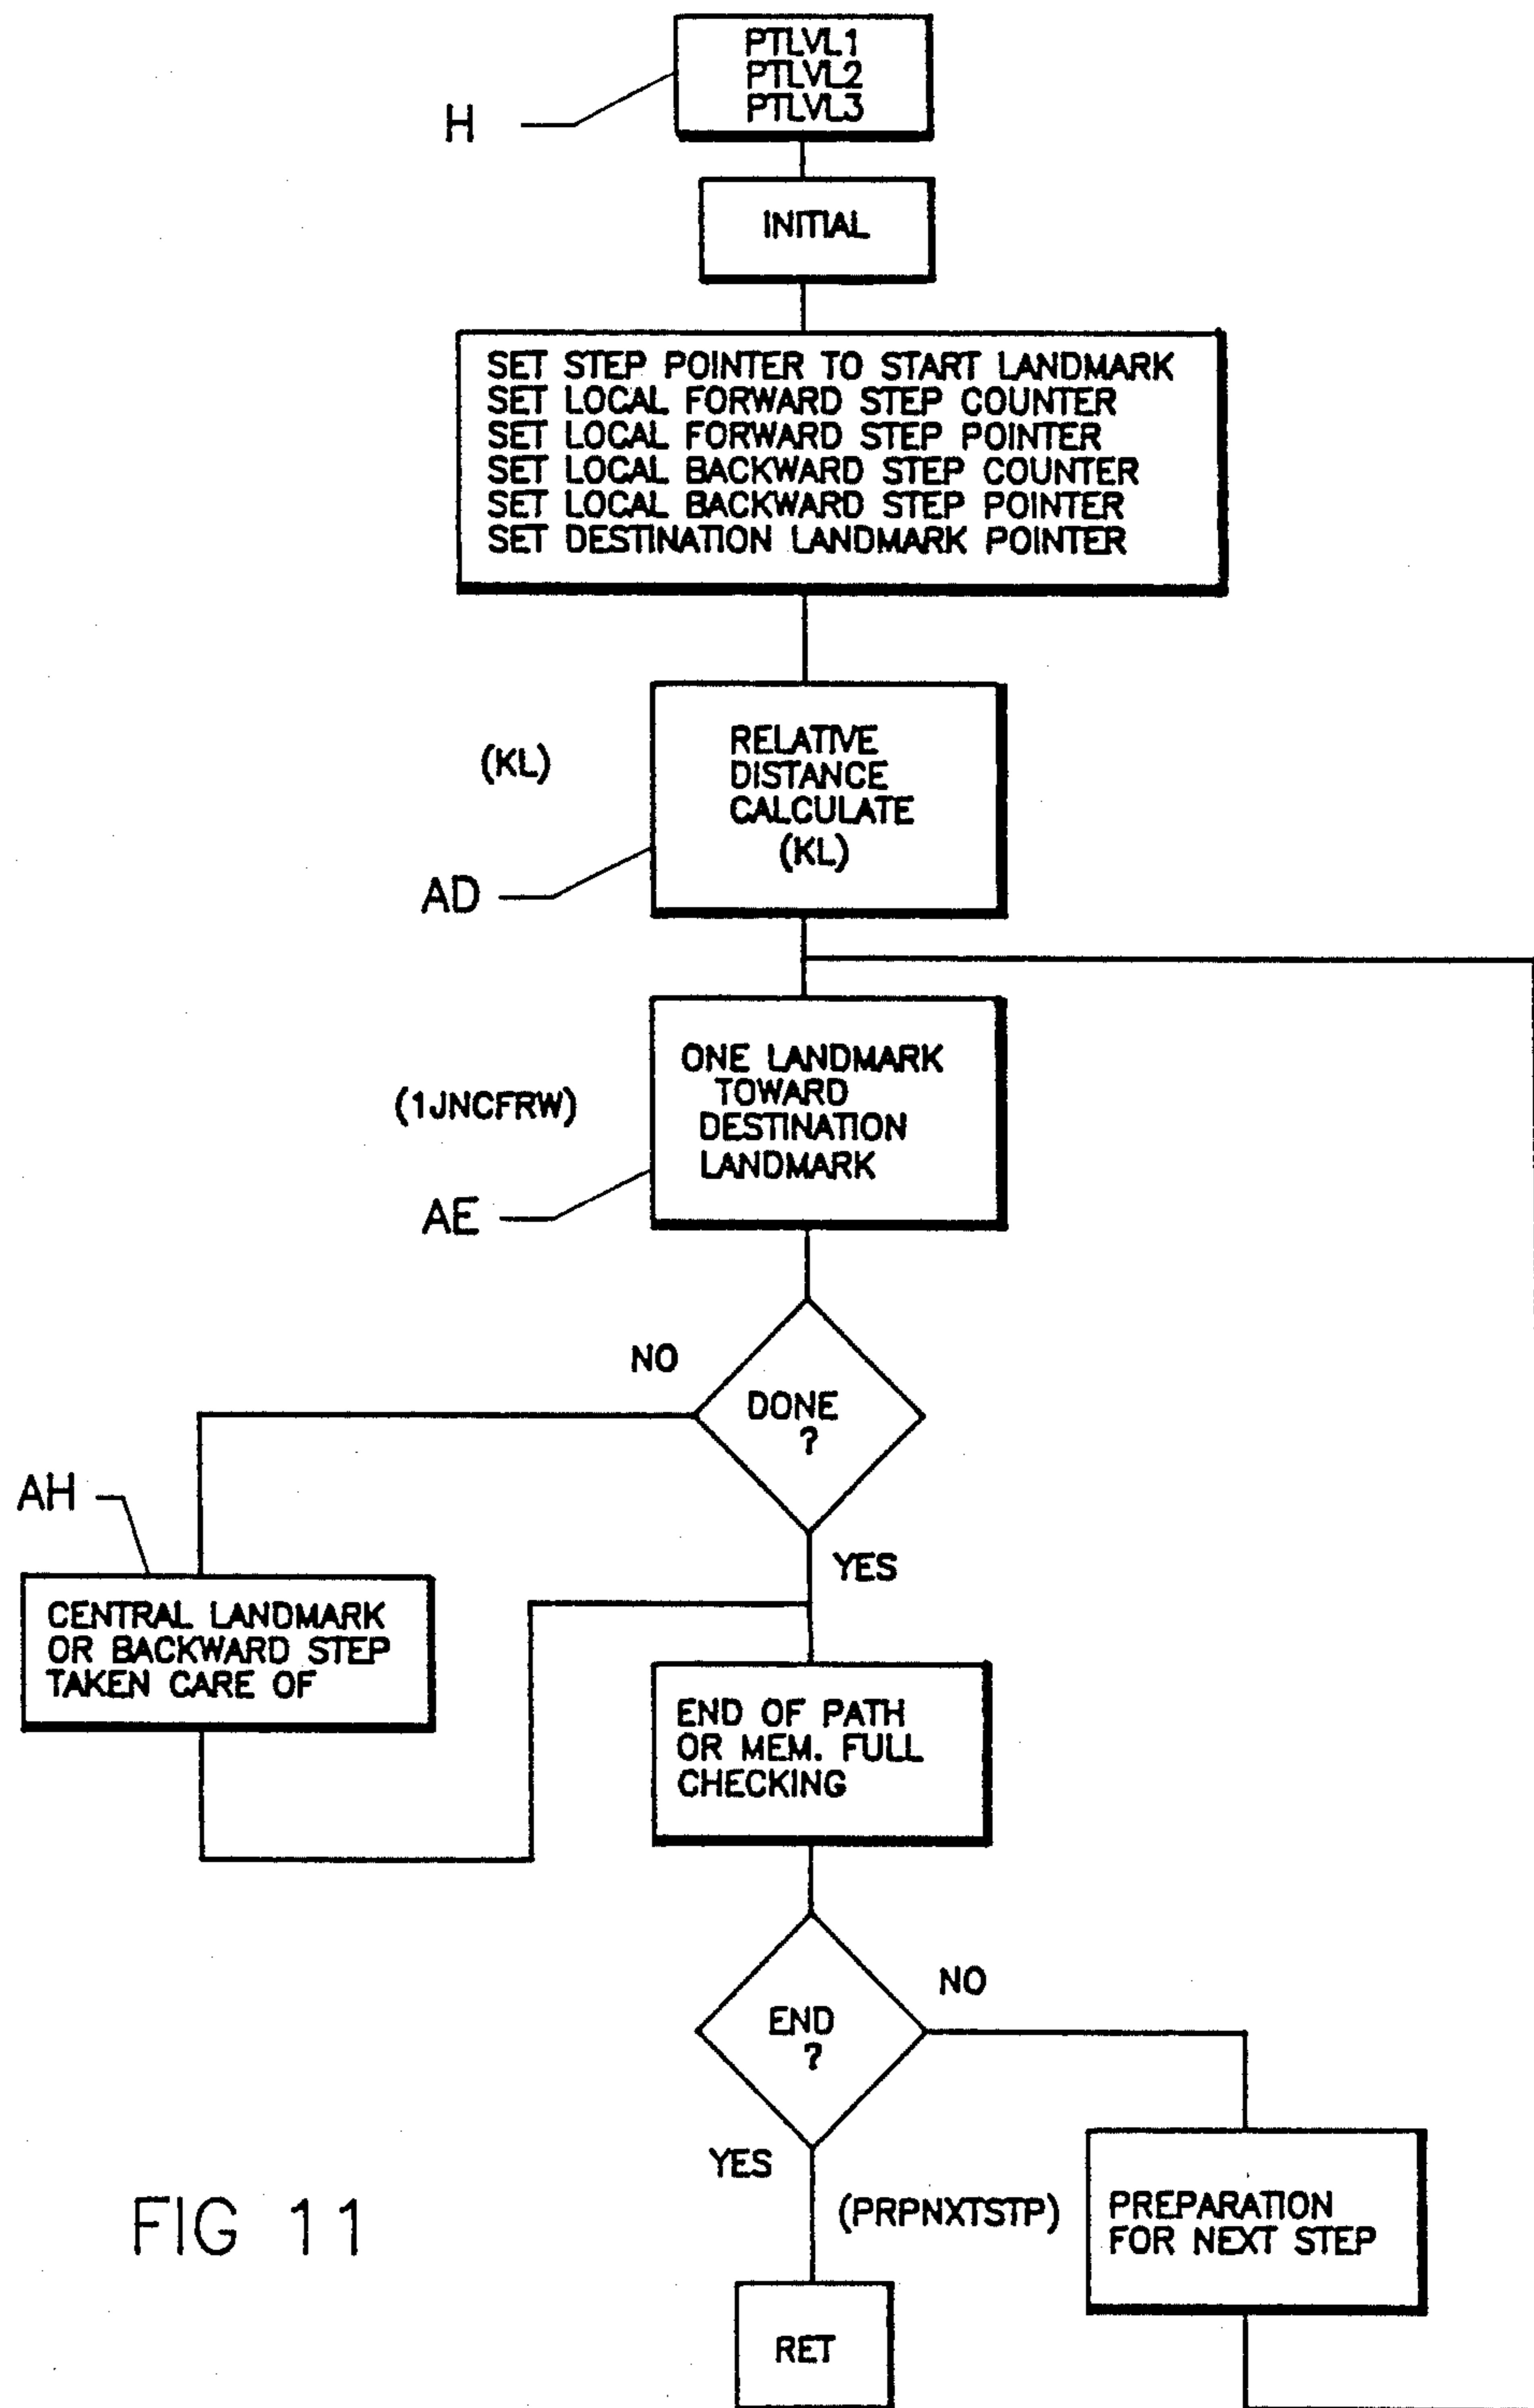 PTLVL1
PTLVL2
PTLVL3
H
INITIAL
SET STEP POINTER TO START LANDMARK
SET LOCAL FORWARD STEP COUNTER
SET LOCAL FORWARD STEP POINTER
SET LOCAL BACKWARD STEP COUNTER
SET LOCAL BACKWARD STEP POINTER
SET DESTINATION LANDMARK POINTER
(KL)
RELATIVE
DISTANCE
CALCULATE
(KL)
AD
(1JNCFRW)
ONE LANDMARK
TOWARD
DESTINATION
LANDMARK
AE
NO
DONE
?
YES
AH
CENTRAL LANDMARK
OR BACKWARD STEP
TAKEN CARE OF
END OF PATH
OR MEM. FULL
CHECKING
END
?
NO
YES
(PRPNXTSTP)
PREPARATION
FOR NEXT STEP
RET
FIG 11